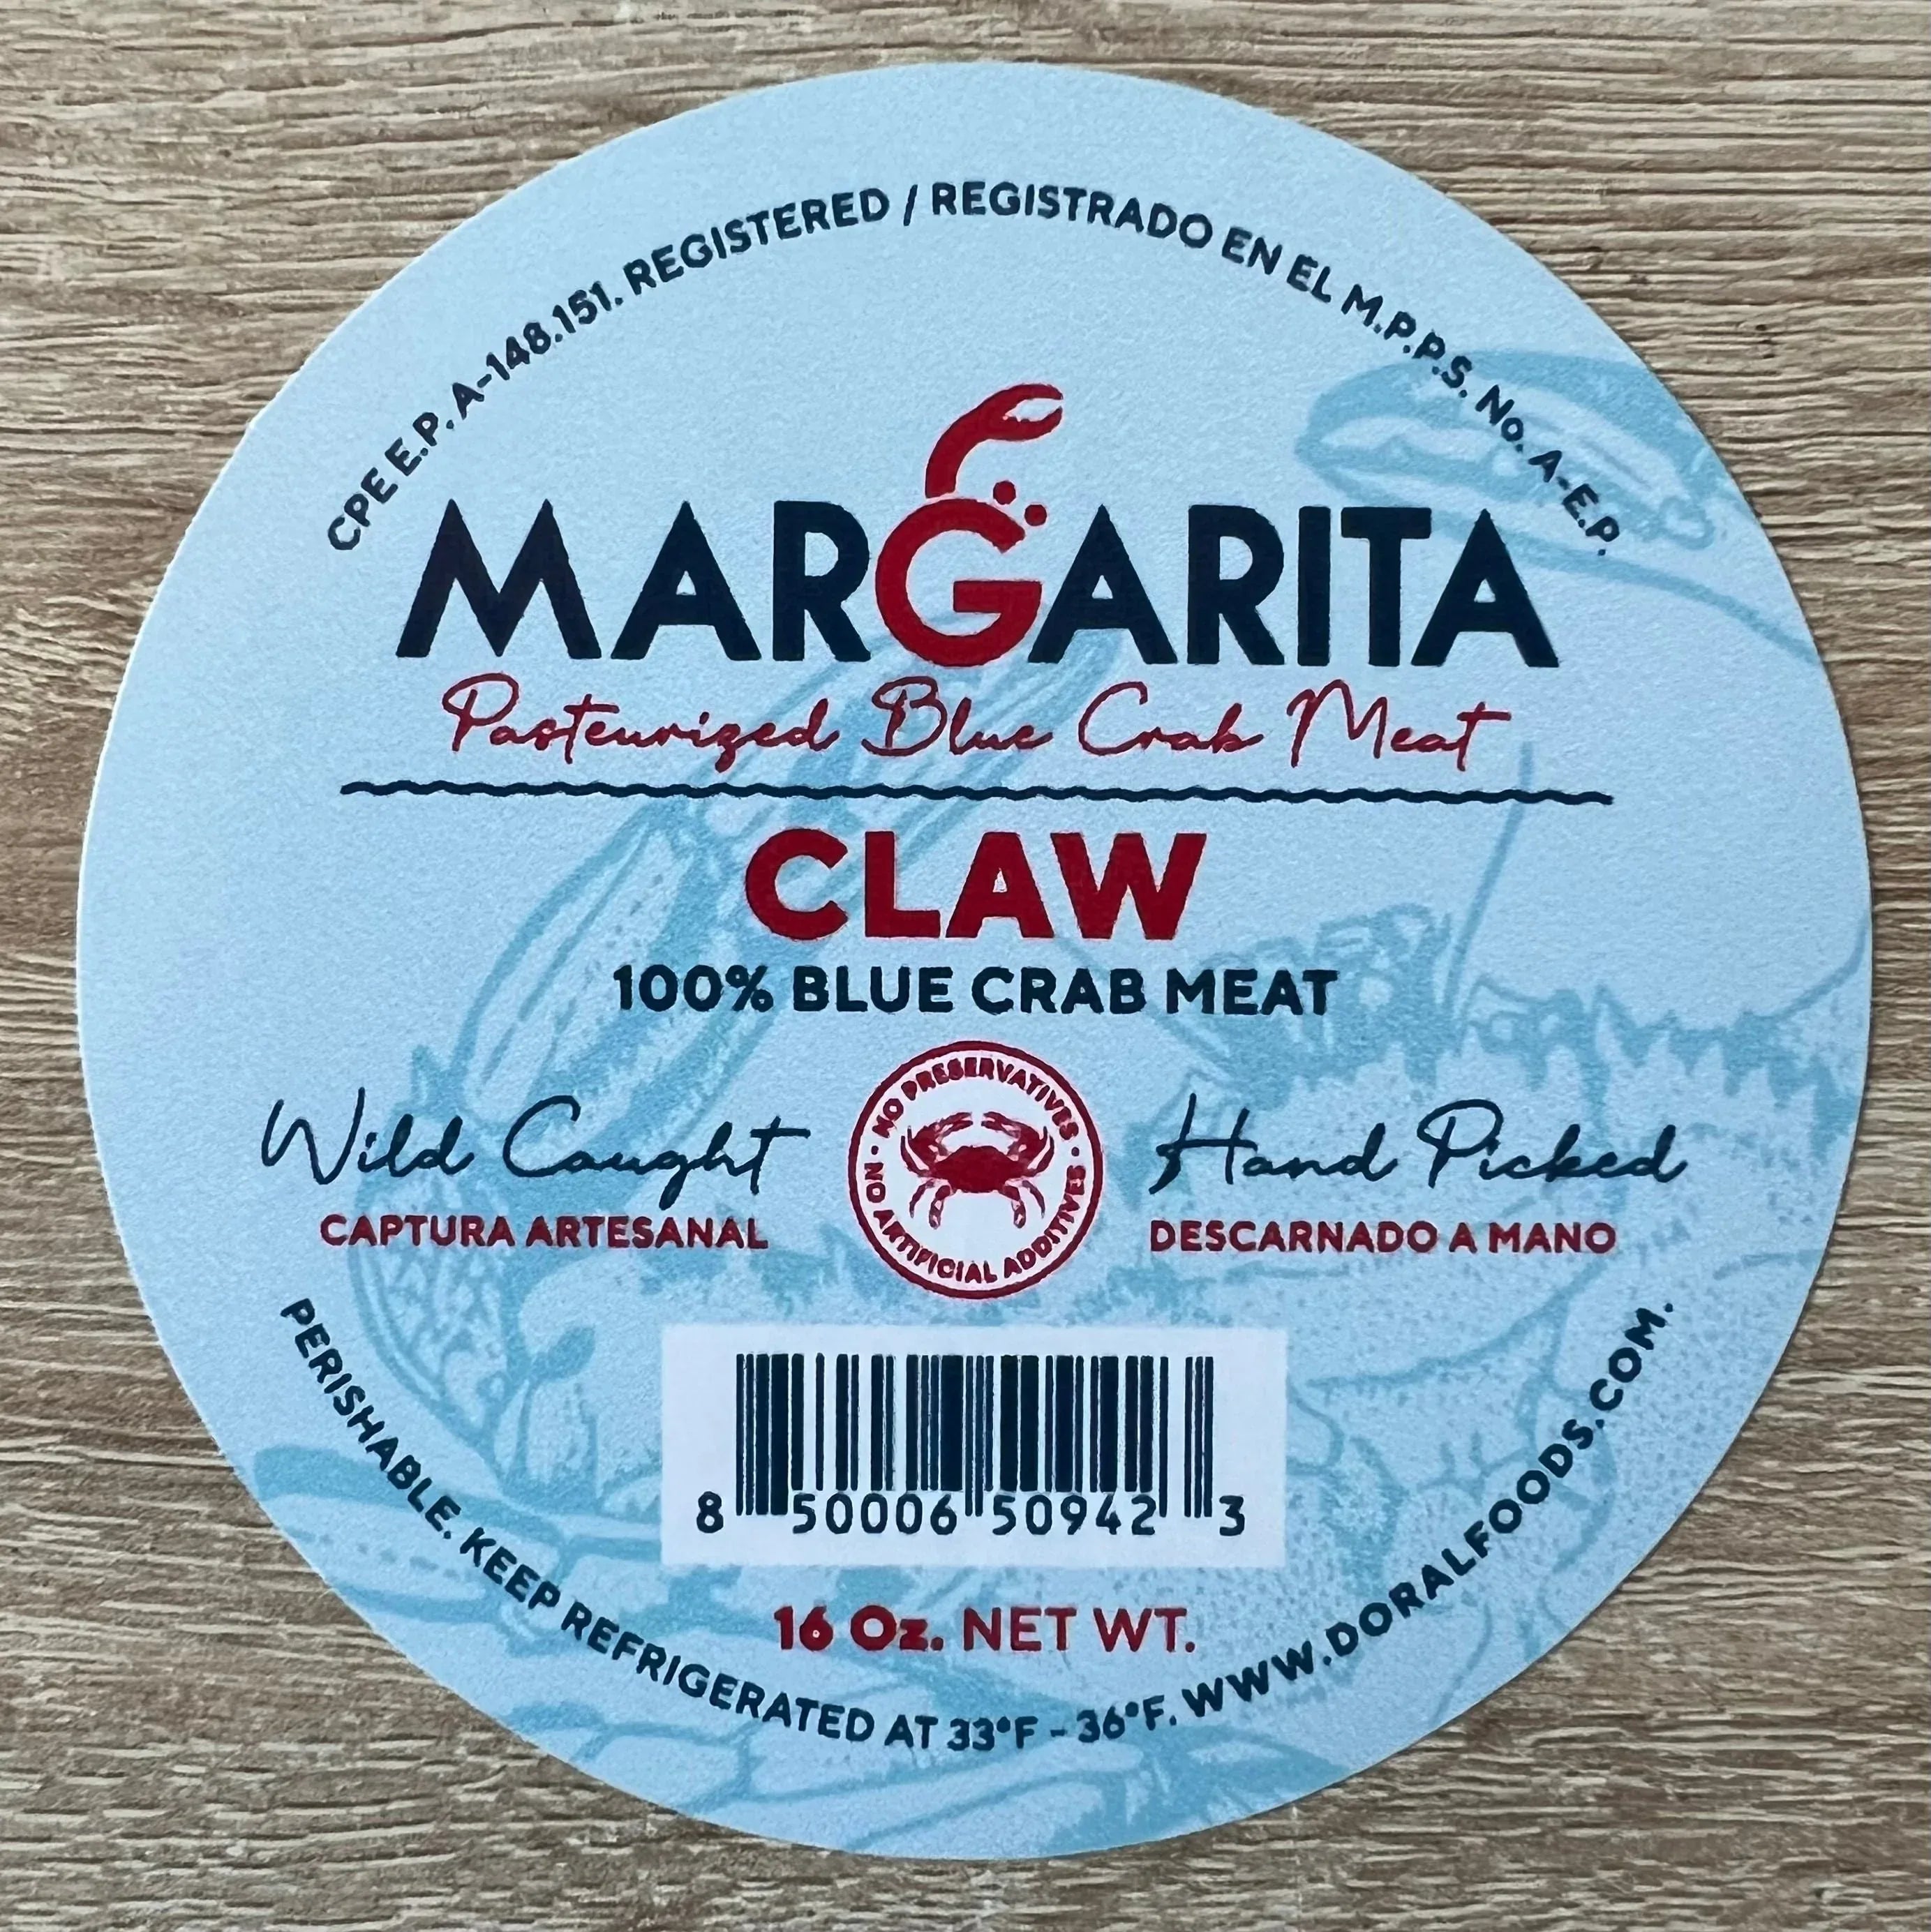 CPE E.P. A-148.151. REGISTERED / REGISTRADO EN EL M.P.P.S. No. A-E.P.
MARGARITA
Pasteurized Blue Crab Meat
CLAW
100% BLUE CRAB MEAT
Wild Caught
CAPTURA ARTESANAL
· NO PRESERVATIVES ·
NO ARTIFICIAL ADDITIVES
Hand Picked
DESCARNADO A MANO
8 50006 50942 3
16 Oz. NET WT.
PERISHABLE. KEEP REFRIGERATED AT 33°F - 36°F. WWW.DORALFOODS.COM.